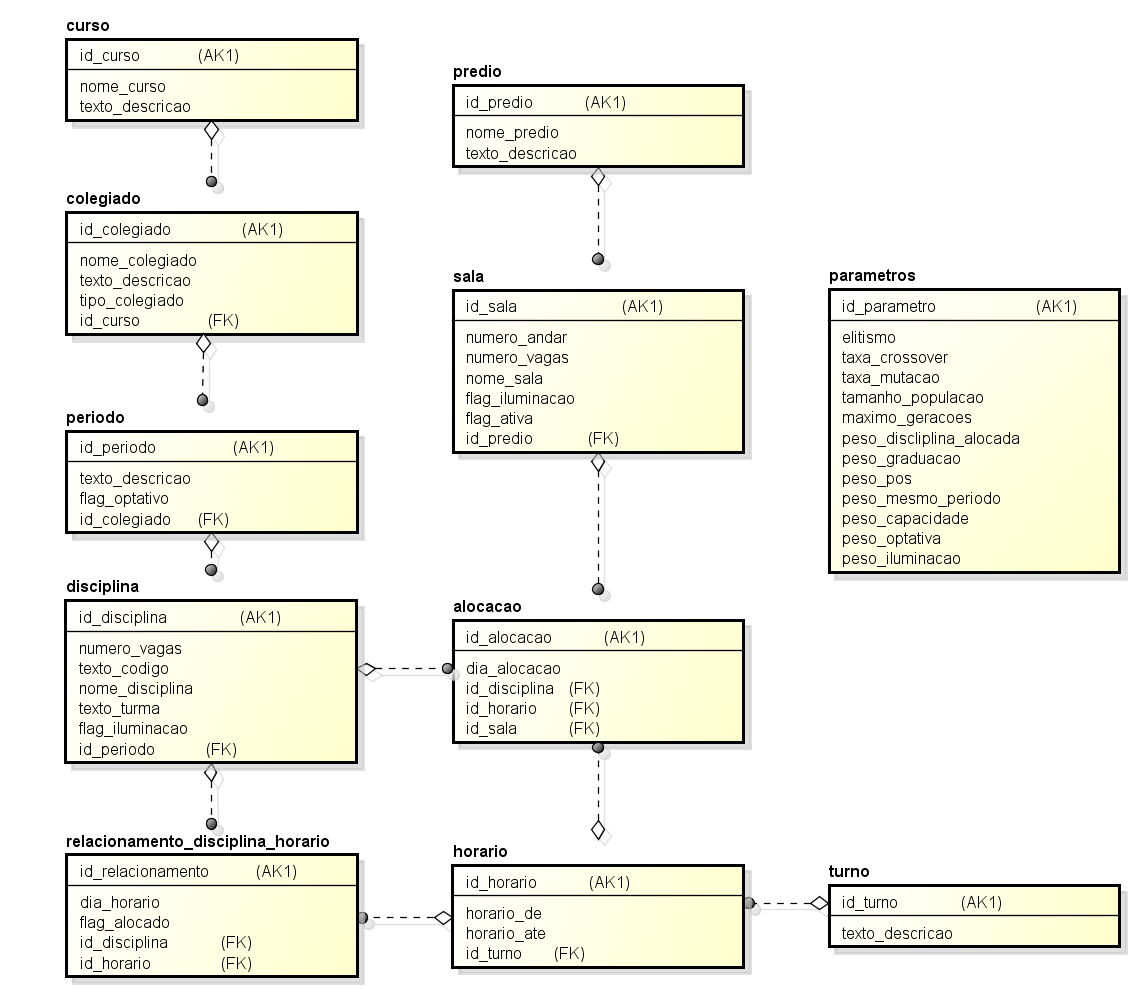 curso
id_curso (AK1)
nome_curso
texto_descricao
colegiado
id_colegiado (AK1)
nome_colegiado
texto_descricao
tipo_colegiado
id_curso (FK)
periodo
id_periodo (AK1)
texto_descricao
flag_optativo
id_colegiado (FK)
disciplina
id_disciplina (AK1)
numero_vagas
texto_codigo
nome_disciplina
texto_turma
flag_iluminacao
id_periodo (FK)
relacionamento_disciplina_horario
id_relacionamento (AK1)
dia_horario
flag_alocado
id_disciplina (FK)
id_horario (FK)
predio
id_predio (AK1)
nome_predio
texto_descricao
sala
id_sala (AK1)
numero_andar
numero_vagas
nome_sala
flag_iluminacao
flag_ativa
id_predio (FK)
alocacao
id_alocacao (AK1)
dia_alocacao
id_disciplina (FK)
id_horario (FK)
id_sala (FK)
horario
id_horario (AK1)
horario_de
horario_ate
id_turno (FK)
parametros
id_parametro (AK1)
elitismo
taxa_crossover
taxa_mutacao
tamanho_populacao
maximo_geracoes
peso_discliplina_alocada
peso_graduacao
peso_pos
peso_mesmo_periodo
peso_capacidade
peso_optativa
peso_iluminacao
turno
id_turno (AK1)
texto_descricao